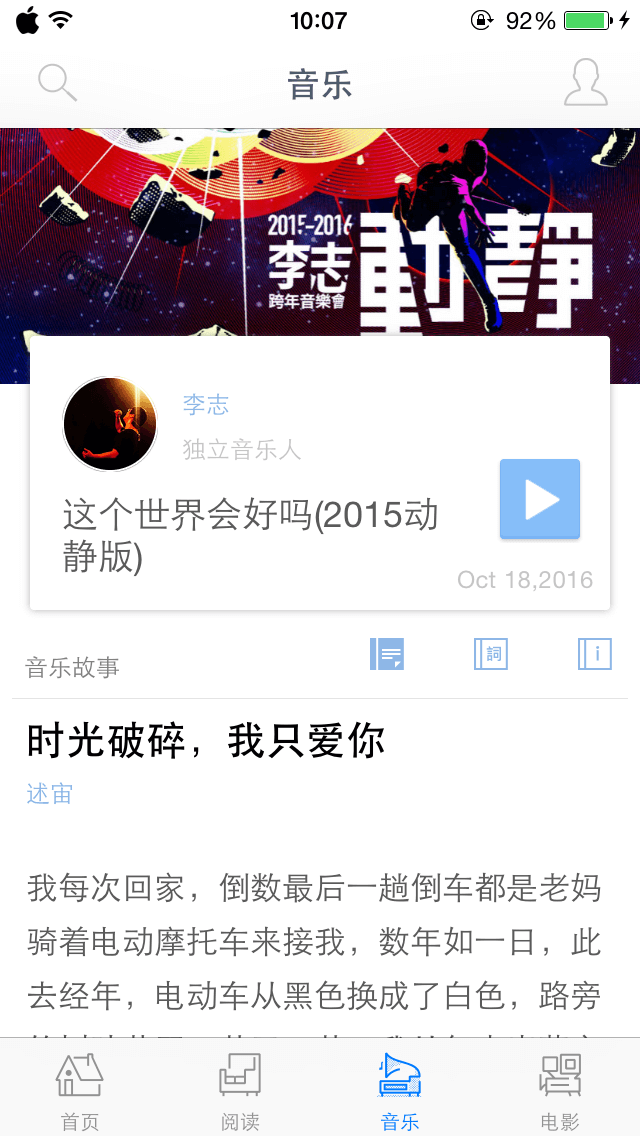 10:07
92%
音乐
2015-2016
李志
跨年音樂會
動靜
李志
独立音乐人
这个世界会好吗(2015动
静版)
Oct 18,2016
音乐故事
詞
i
时光破碎，我只爱你
述宙
我每次回家，倒数最后一趟倒车都是老妈
骑着电动摩托车来接我，数年如一日，此
去经年，电动车从黑色换成了白色，路旁
首页
阅读
音乐
电影